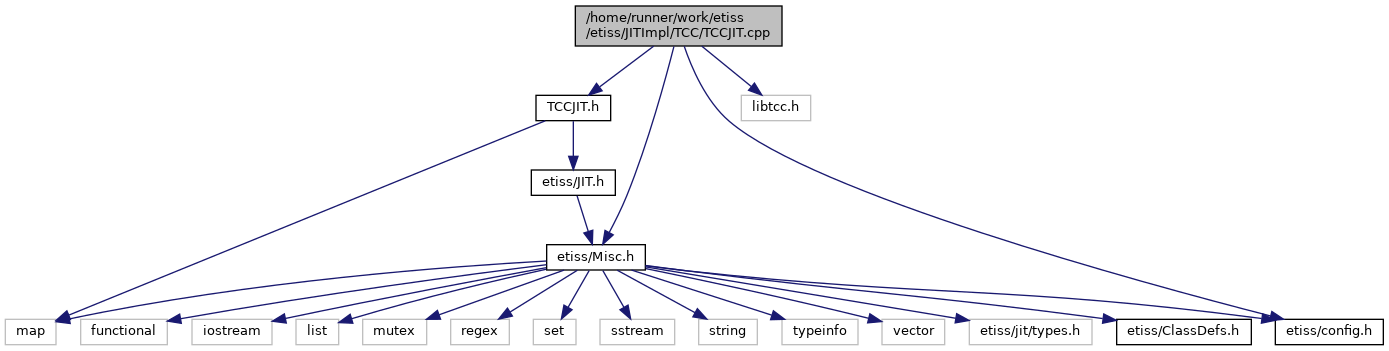 /home/runner/work/etiss
/etiss/JITImpl/TCC/TCCJIT.cpp
TCCJIT.h
libtcc.h
etiss/JIT.h
etiss/Misc.h
map
functional
iostream
list
mutex
regex
set
sstream
string
typeinfo
vector
etiss/jit/types.h
etiss/ClassDefs.h
etiss/config.h